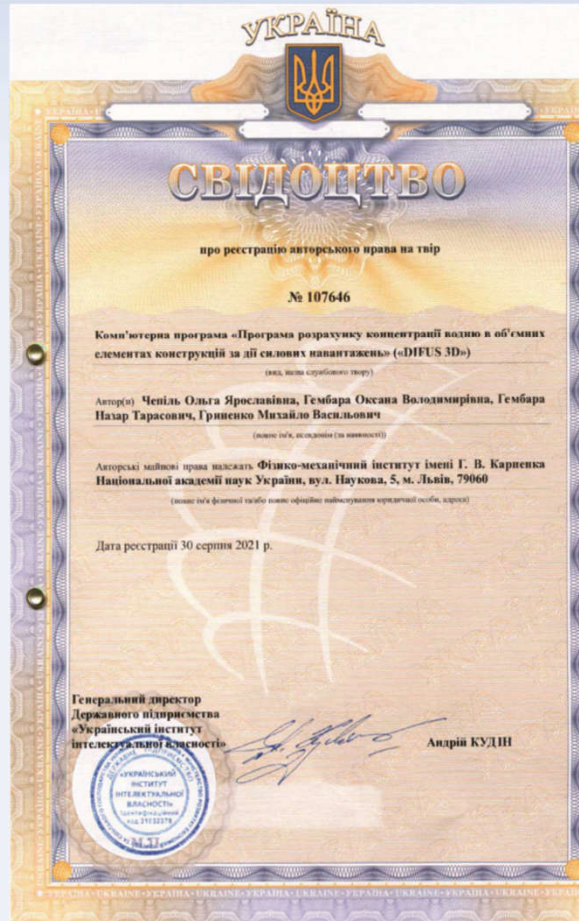 УКРАЇНА
СВІДОЦТВО
про реєстрацію авторського права на твір
№ 107646
Комп'ютерна програма «Програма розрахунку концентрації водню в об'ємних
елементах конструкцій за дії силових навантажень» («DIFUS 3D»)
(вид, назва службового твору)
Автор(и) Чепіль Ольга Ярославівна, Гембара Оксана Володимирівна, Гембара
Назар Тарасович, Гриненко Михайло Васильович
(повне ім'я, псевдонім (за наявності))
Авторські майнові права належать Фізико-механічний інститут імені Г. В. Карпенка
Національної академії наук України, вул. Наукова, 5, м. Львів, 79060
(повне ім'я фізичної та/або повне офіційне найменування юридичної особи, адреса)
Дата реєстрації 30 серпня 2021 р.
Генеральний директор
Державного підприємства
«Український інститут
інтелектуальної власності»
Андрій КУДІН
«УКРАЇНСЬКИЙ
ІНСТИТУТ
ІНТЕЛЕКТУАЛЬНОЇ
ВЛАСНОСТІ»
М.П.